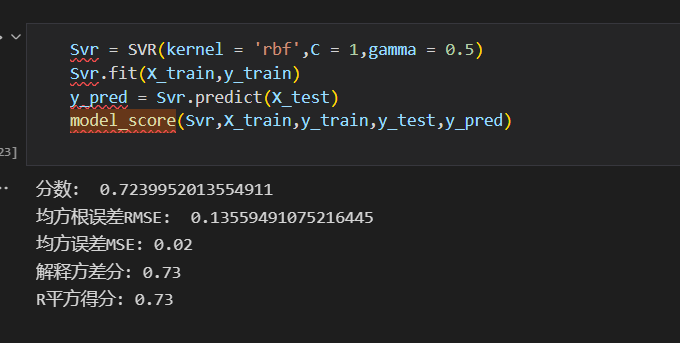 Svr = SVR(kernel = 'rbf',C = 1,gamma = 0.5)
Svr.fit(X_train,y_train)
y_pred = Svr.predict(X_test)
model_score(Svr,X_train,y_train,y_test,y_pred)
23]
分数:  0.7239952013554911
均方根误差RMSE:  0.13559491075216445
均方误差MSE: 0.02
解释方差分: 0.73
R平方得分: 0.73